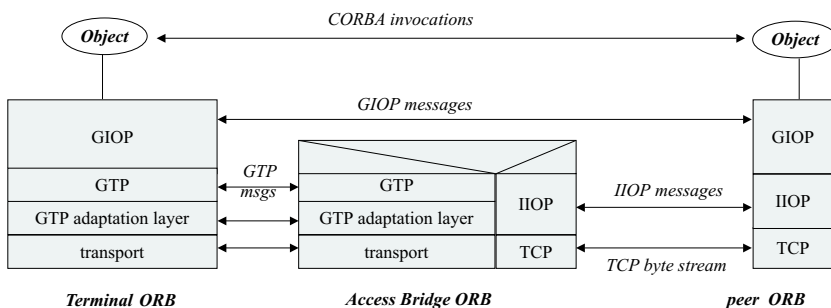 CORBA invocations
Object
Object
GIOP messages
GIOP
GIOP
GTP
msgs
GTP
GTP
IIOP
IIOP messages
IIOP
GTP adaptation layer
GTP adaptation layer
transport
transport
TCP
TCP byte stream
TCP
Terminal ORB
Access Bridge ORB
peer ORB